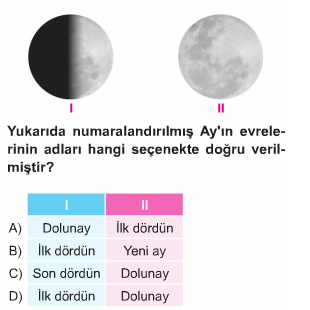 I II
Yukarıda numaralandırılmış Ay'ın evrele-
rinin adları hangi seçenekte doğru veril-
miştir?
I II
A) Dolunay İlk dördün
B) İlk dördün Yeni ay
C) Son dördün Dolunay
D) İlk dördün Dolunay